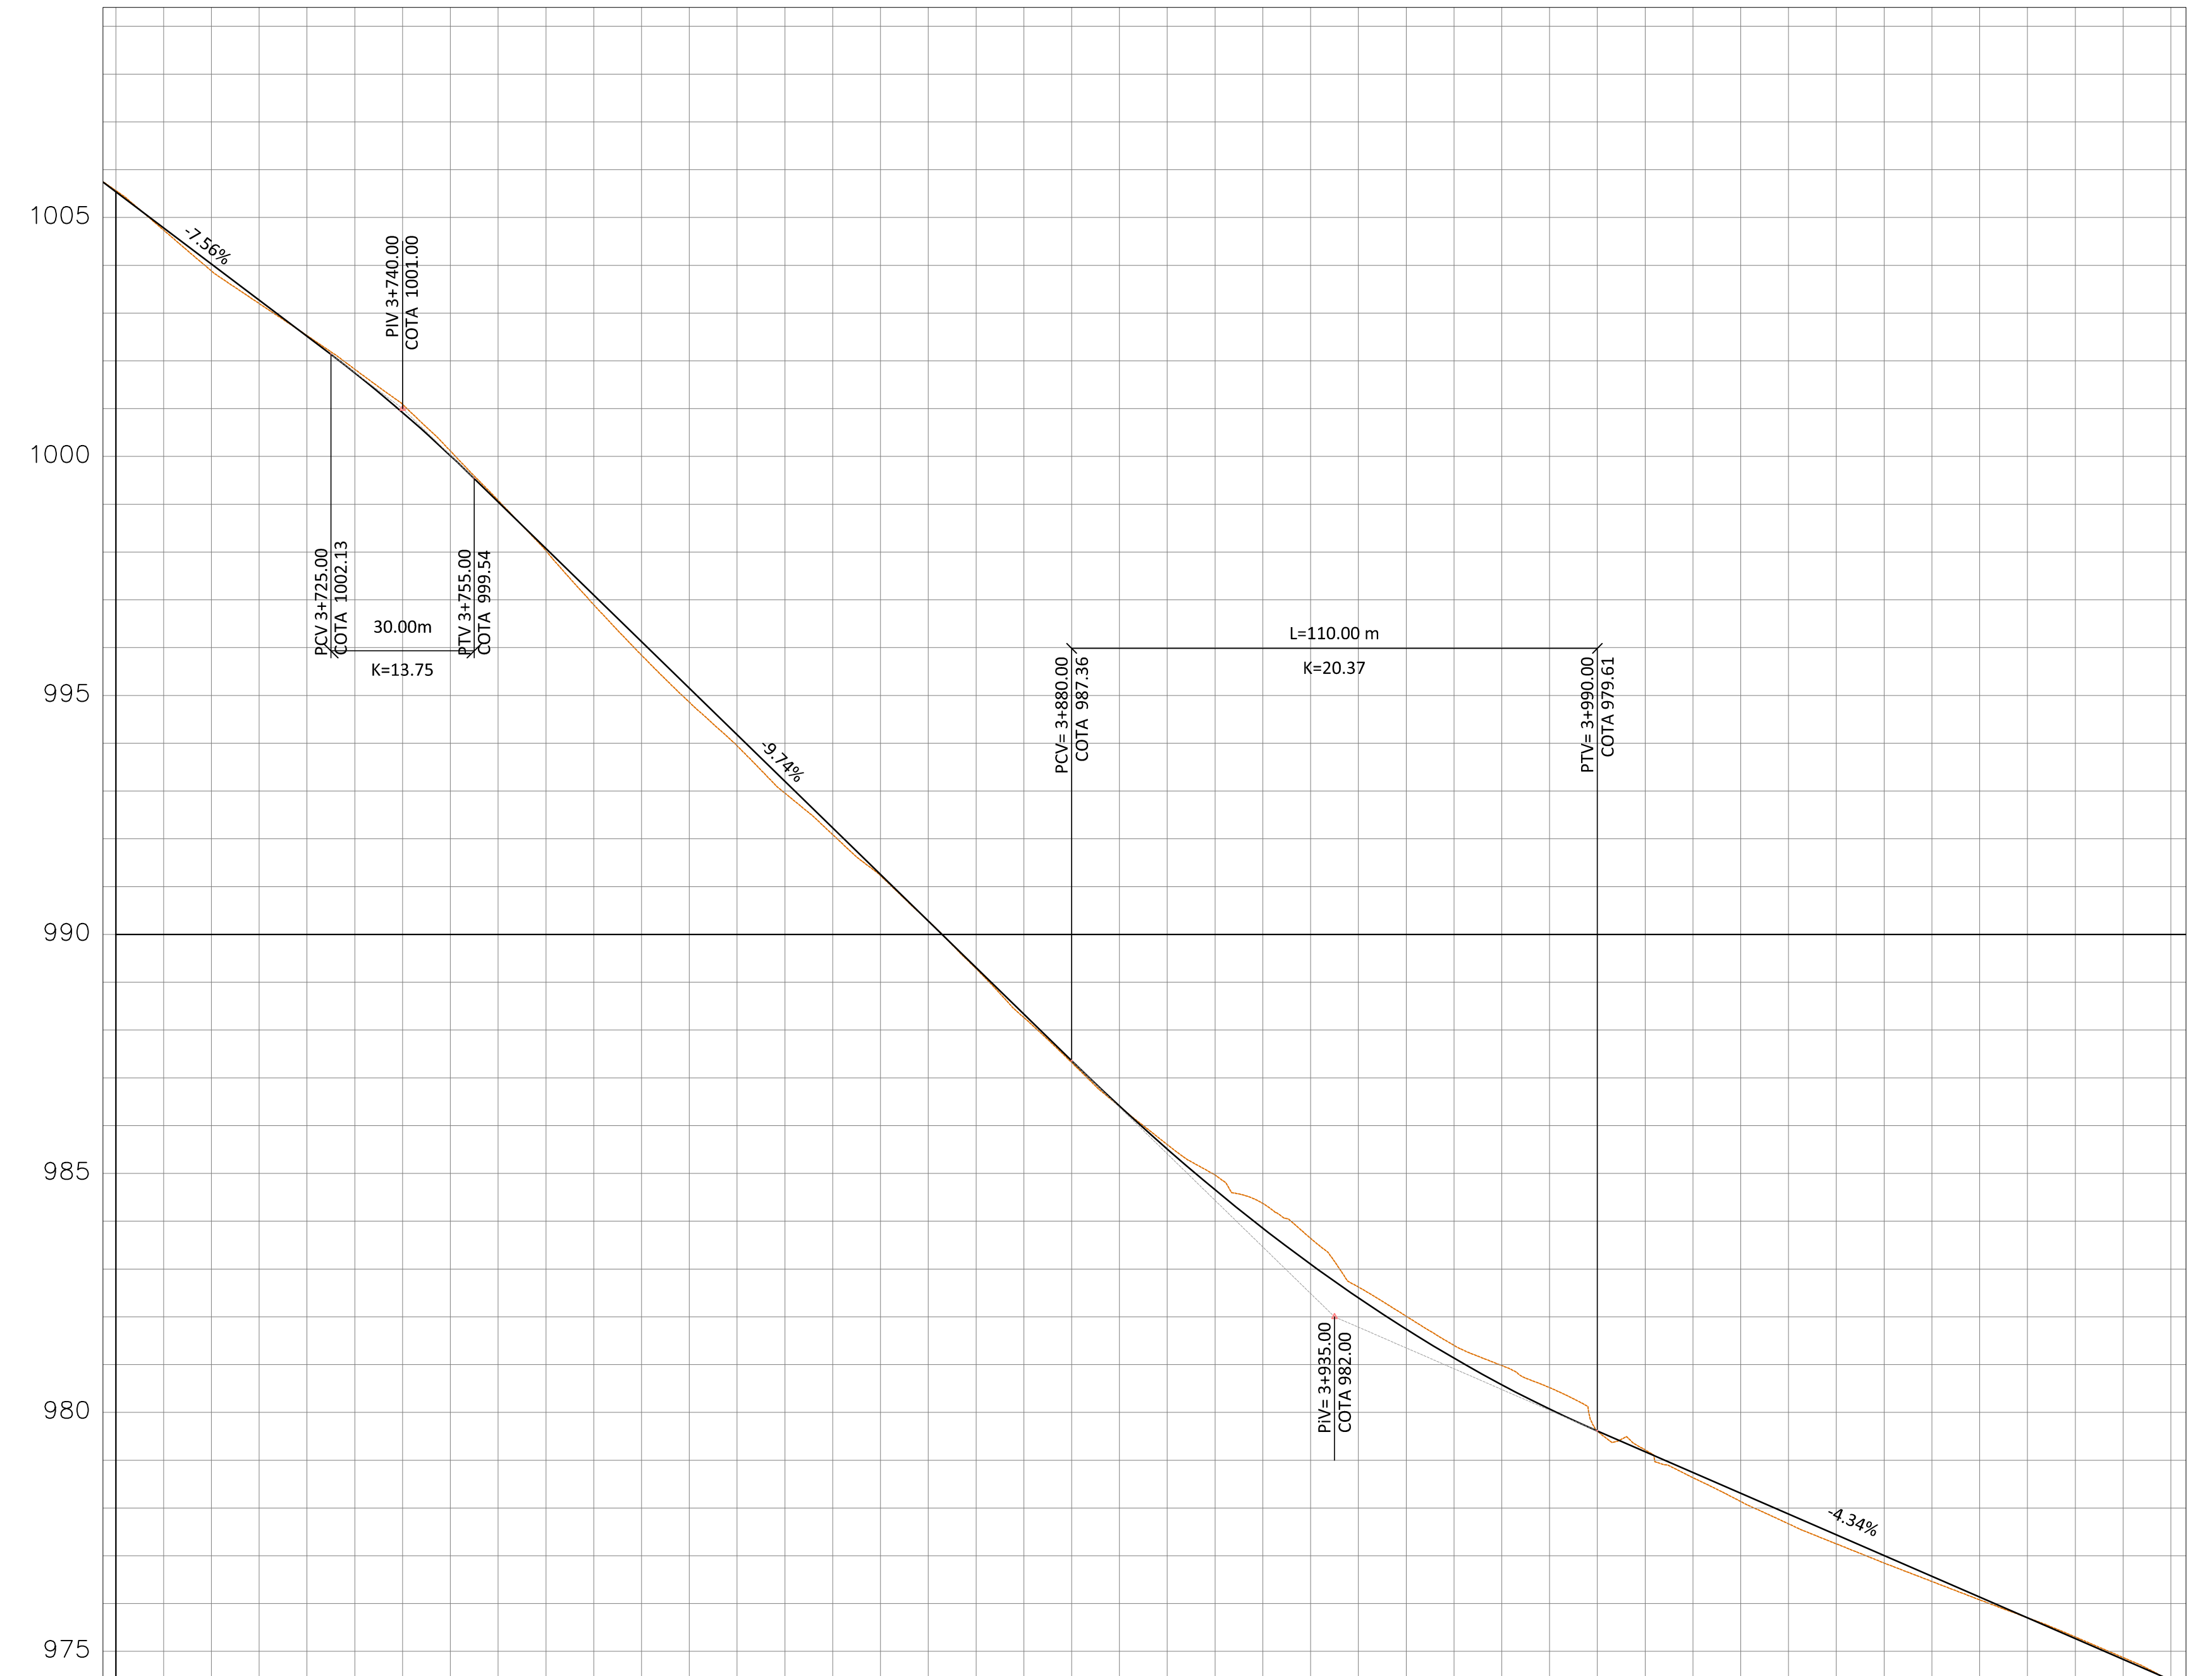 1005
1000
995
990
985
980
975
-7.56%
PIV 3+740.00
COTA 1001.00
PCV 3+725.00
COTA 1002.13
30.00m
K=13.75
PTV 3+755.00
COTA 999.54
-9.74%
L=110.00 m
K=20.37
PCV= 3+880.00
COTA 987.36
PTV= 3+990.00
COTA 979.61
PiV= 3+935.00
COTA 982.00
-4.34%